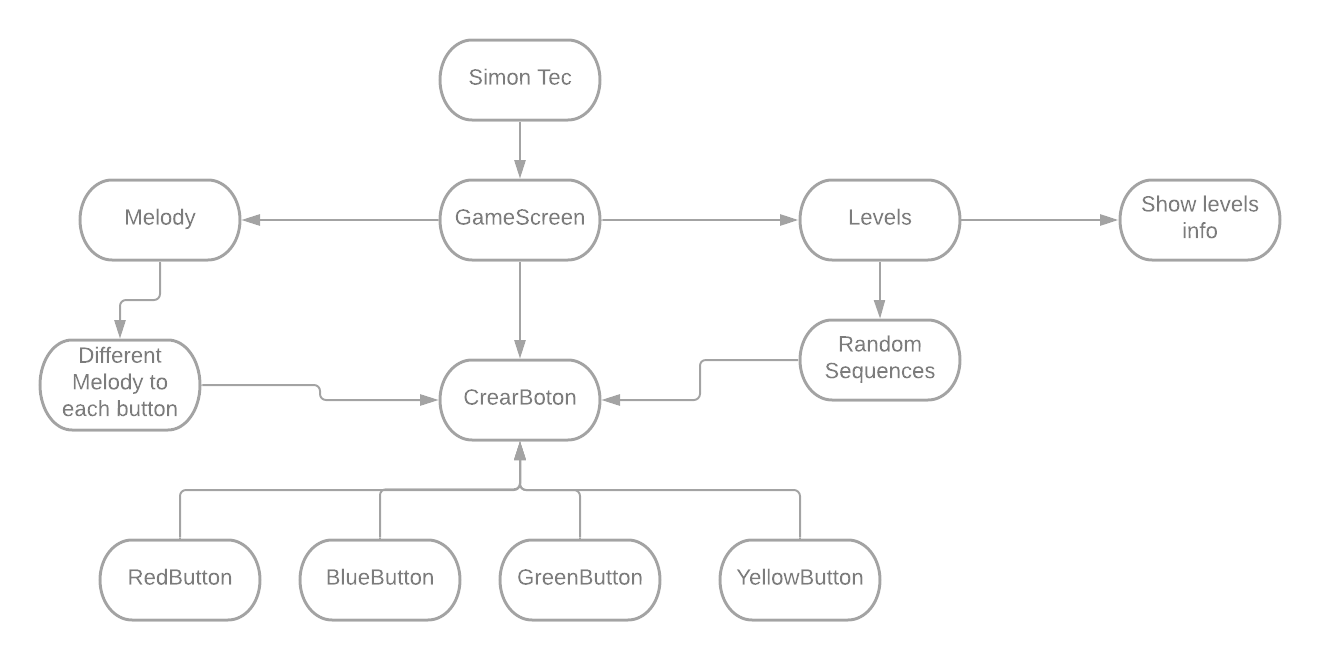 Simon Tec
Melody
GameScreen
Levels
Show levels
info
Different
Melody to
each button
CrearBoton
Random
Sequences
RedButton
BlueButton
GreenButton
YellowButton